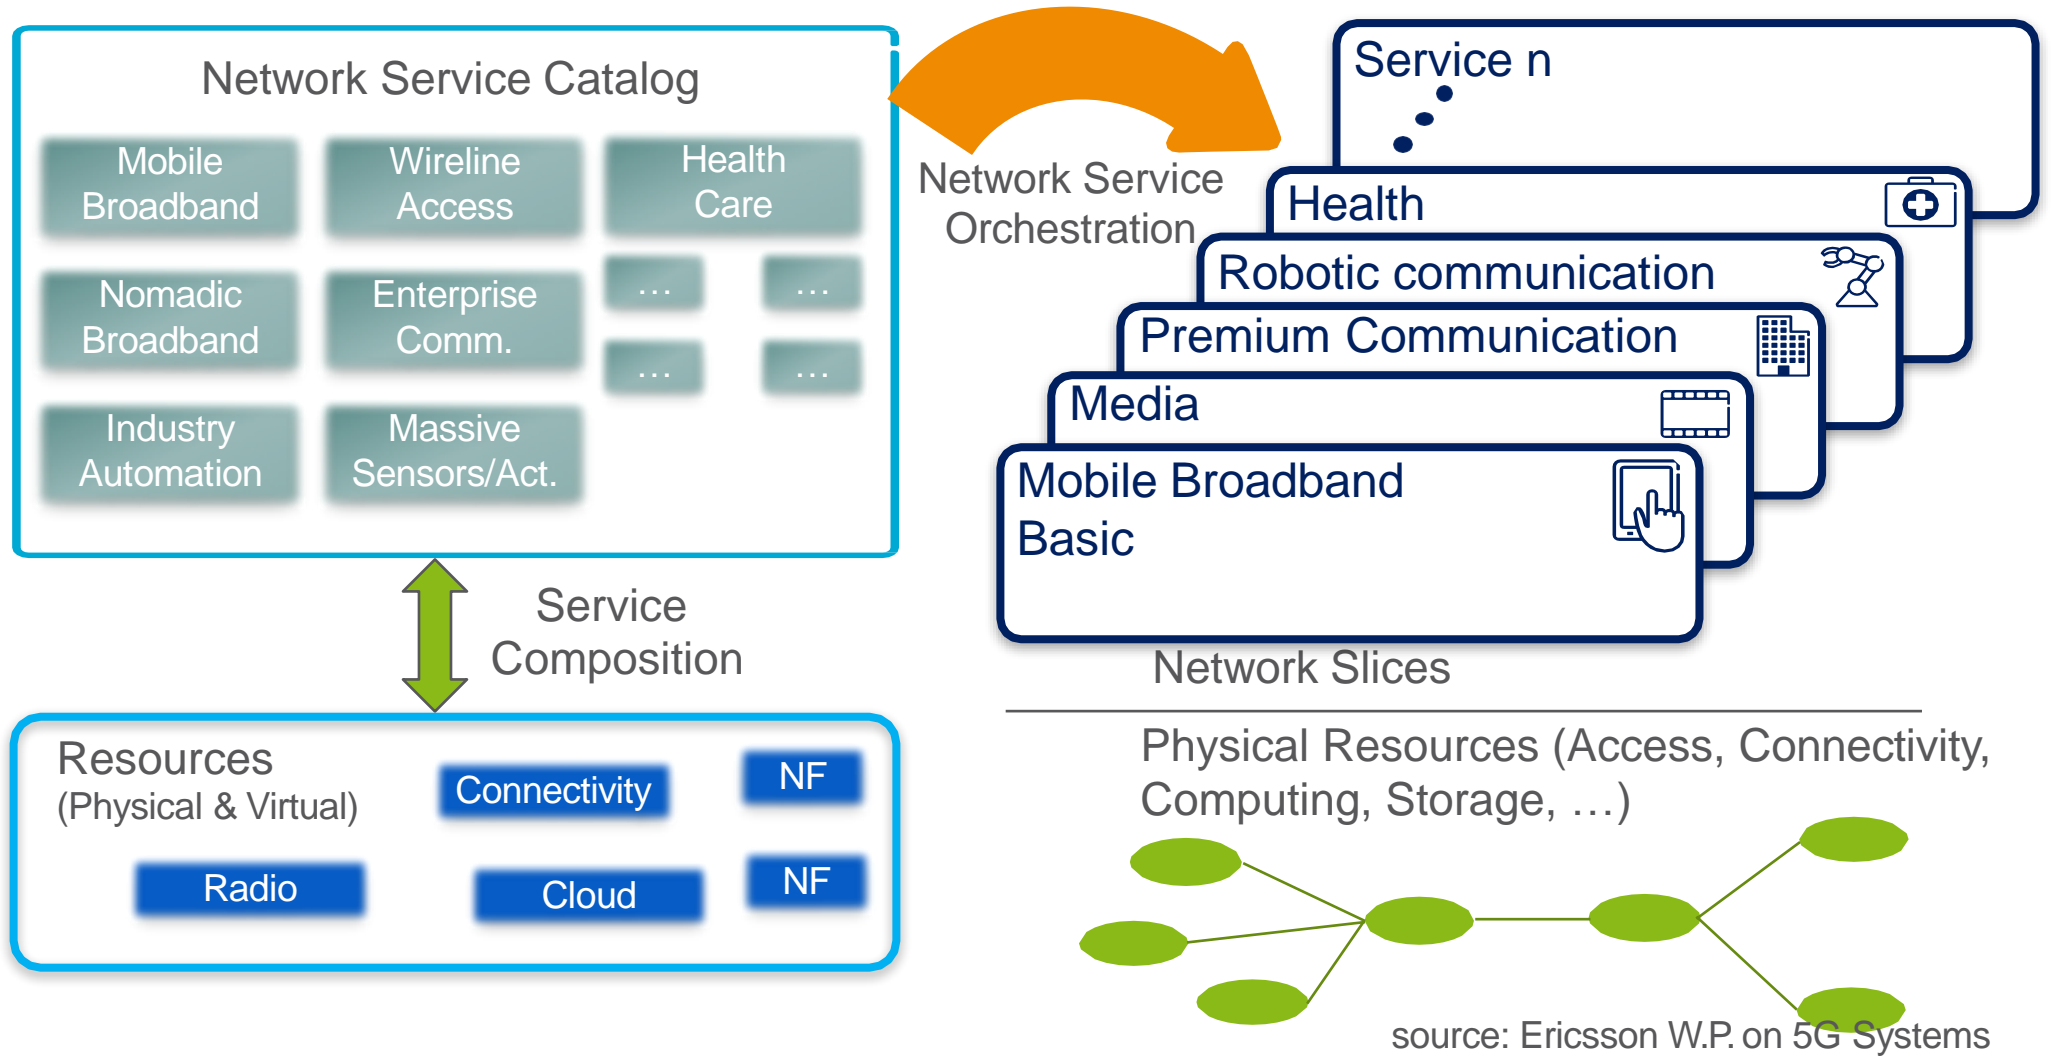 Network Service Catalog
Mobile
Broadband
Wireline
Access
Health
Care
Nomadic
Broadband
Enterprise
Comm.
...
...
...
...
Industry
Automation
Massive
Sensors/Act.
Service
Composition
Resources
(Physical & Virtual)
Connectivity
NF
Radio
Cloud
NF
Network Service
Orchestration
Service n
Health
Robotic communication
Premium Communication
Media
Mobile Broadband
Basic
Network Slices
Physical Resources (Access, Connectivity,
Computing, Storage, …)
source: Ericsson W.P. on 5G Systems